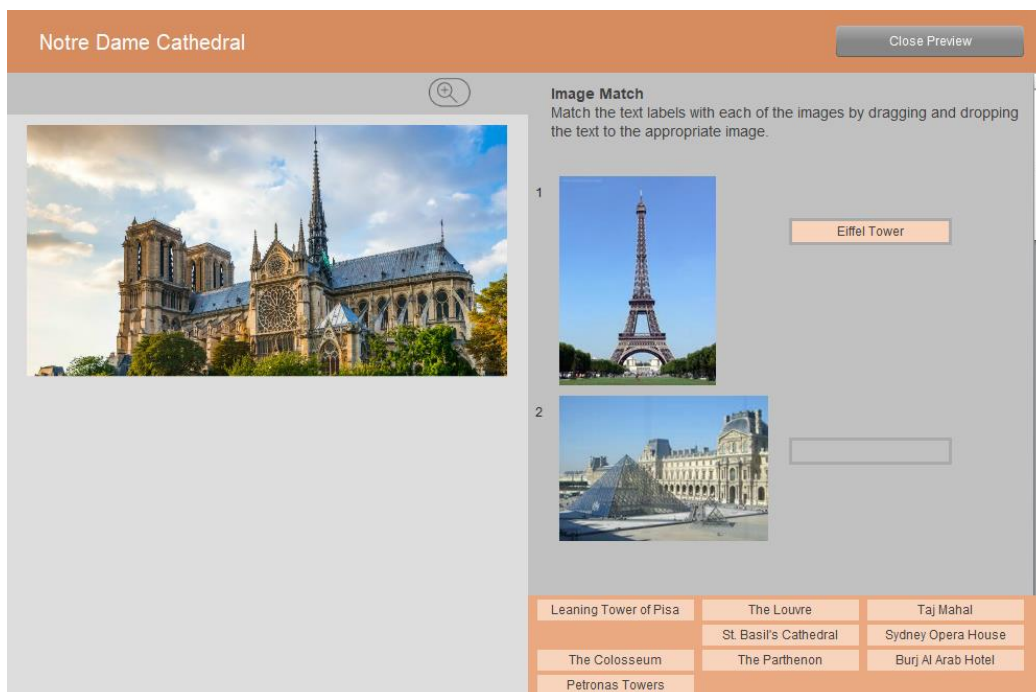 Notre Dame Cathedral
Close Preview
Image Match
Match the text labels with each of the images by dragging and dropping
the text to the appropriate image.
1
Eiffel Tower
2
Leaning Tower of Pisa
The Louvre
Taj Mahal
St. Basil's Cathedral
Sydney Opera House
The Colosseum
The Parthenon
Burj Al Arab Hotel
Petronas Towers